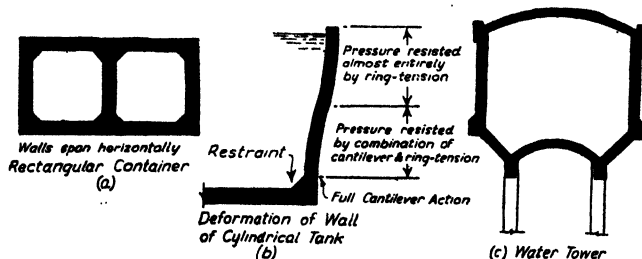 Walls span horizontally
Rectangular Container
(a)
Pressure resisted
almost entirely
by ring-tension
Pressure resisted
by combination of
cantilever & ring-tension
Restraint
Full Cantilever Action
Deformation of Wall
of Cylindrical Tank
(b)
(c) Water Tower